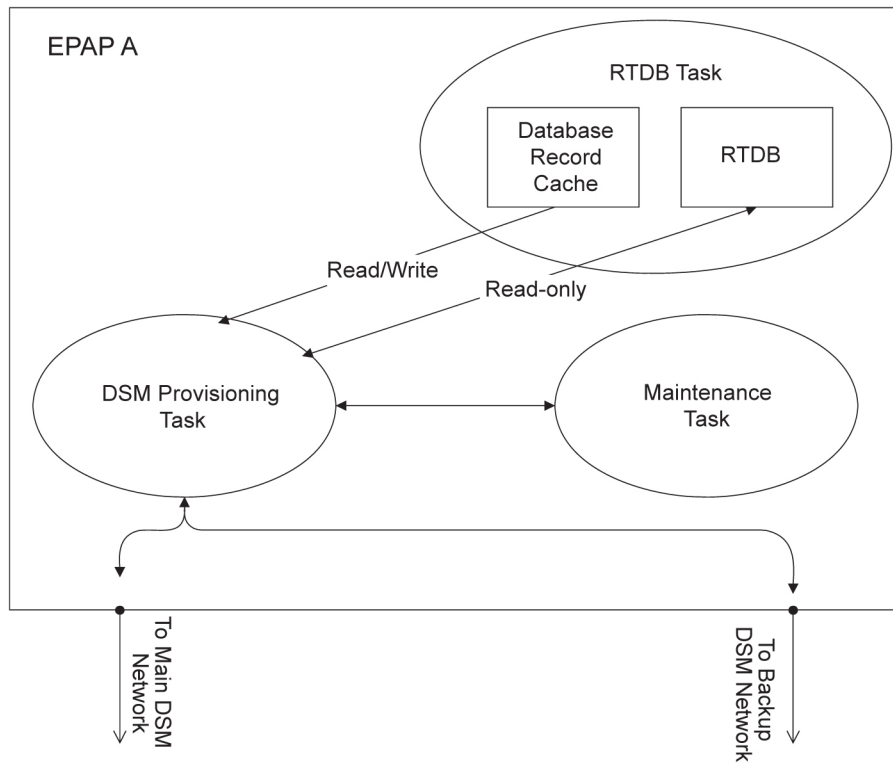 EPAP A
RTDB Task
Database
Record
Cache
RTDB
Read/Write
Read-only
DSM Provisioning
Task
Maintenance
Task
To Main DSM
Network
To Backup
DSM Network